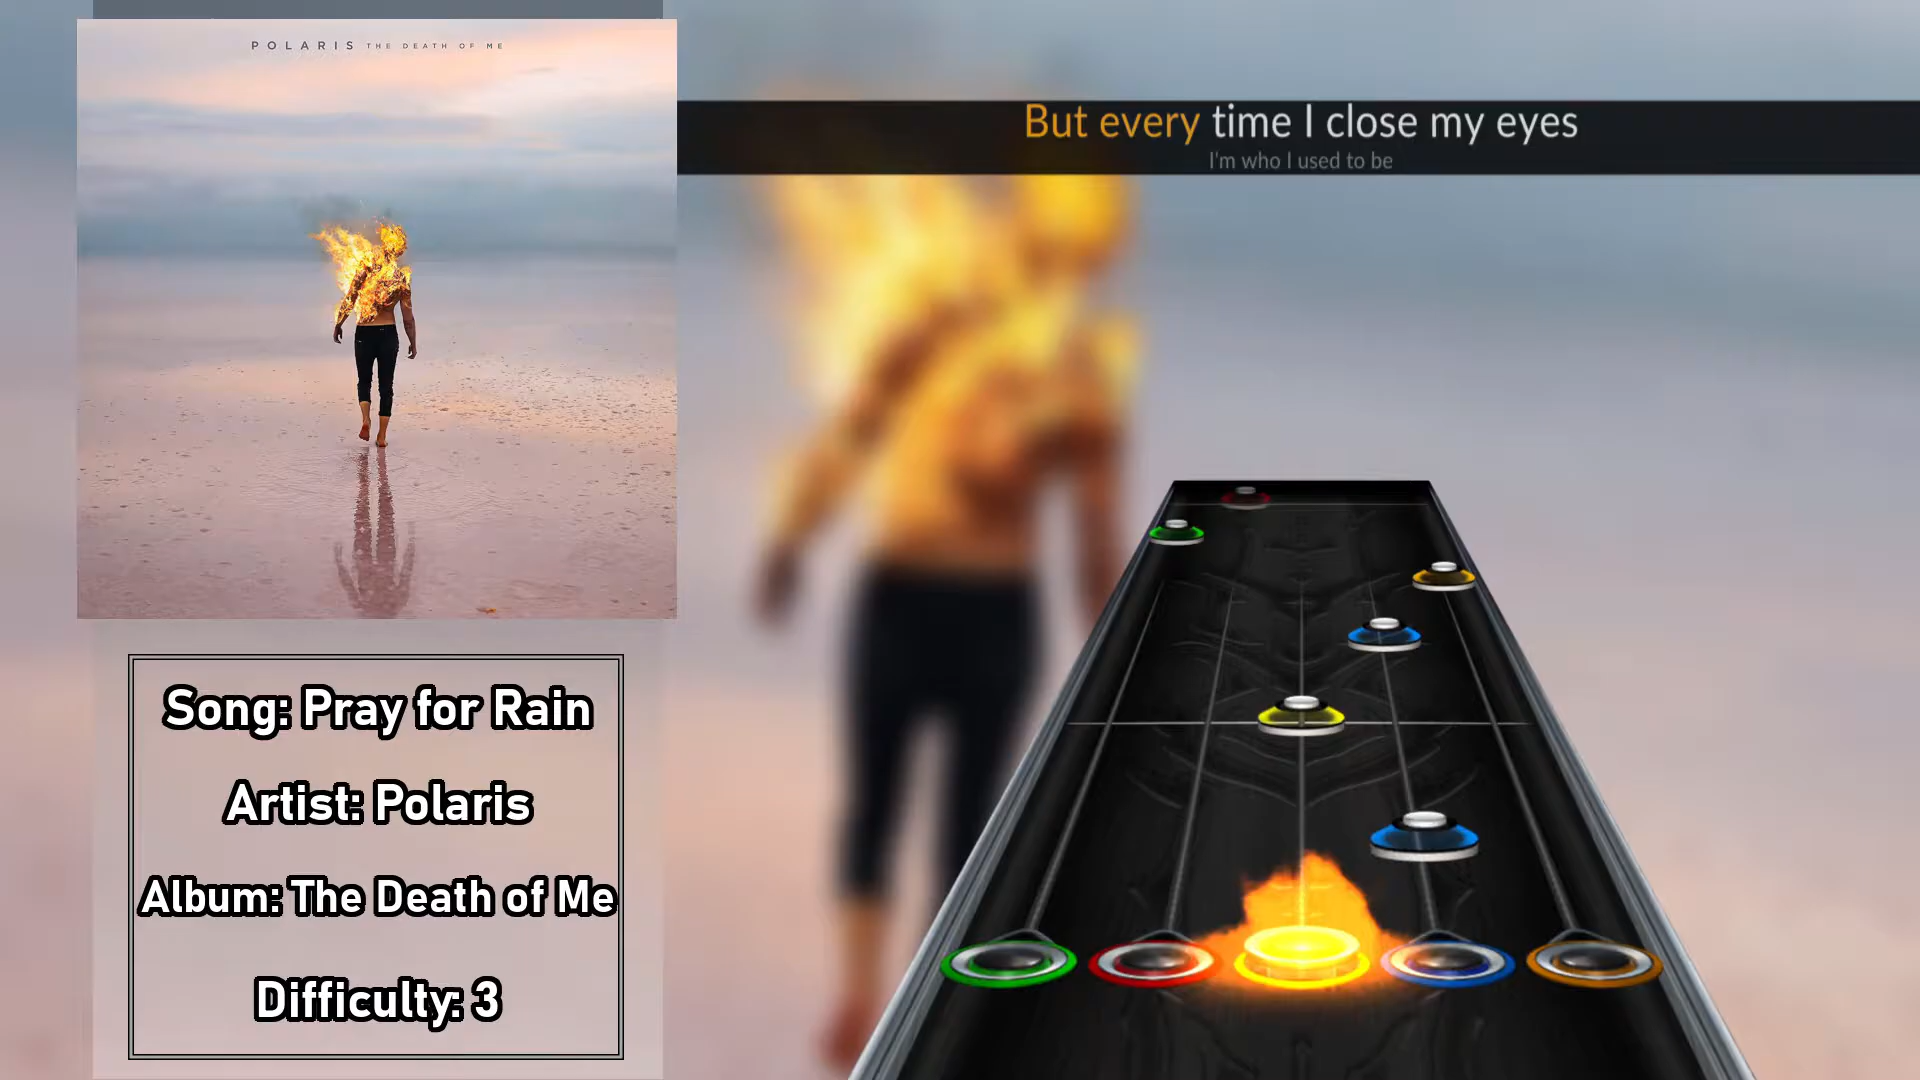 POLARIS THE DEATH OF ME
But every time I close my eyes
I'm who I used to be
Song: Pray for Rain
Artist: Polaris
Album: The Death of Me
Difficulty: 3